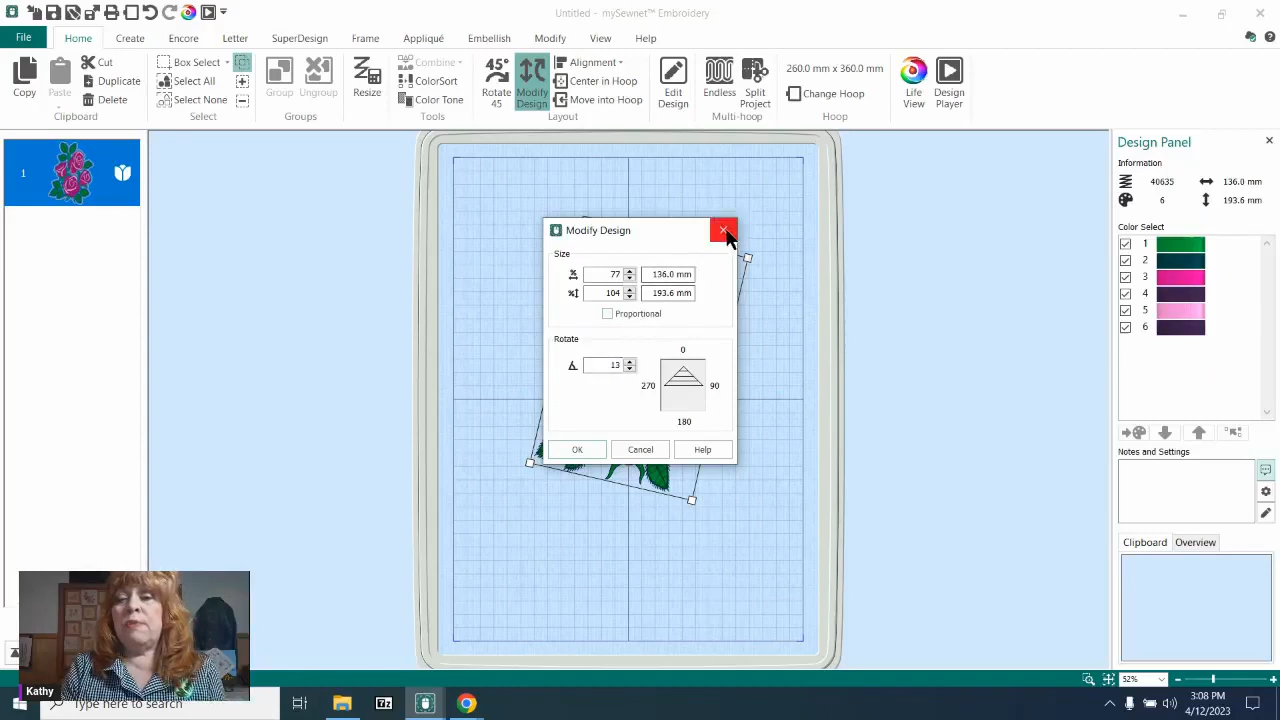 Untitled - mySewnet™ Embroidery
File Home Create Encore Letter SuperDesign Frame Appliqué Embellish Modify View Help
Copy Paste Cut Duplicate Delete
Clipboard
Box Select Select All Select None
Select
Group Ungroup
Groups
Resize
Combine ColorSort Color Tone
Tools
Rotate 45 Modify Design Alignment Center in Hoop Move into Hoop
Layout
Edit Design
Endless Split Project
Multi-hoop
260.0 mm x 360.0 mm
Change Hoop
Hoop
Life View Design Player
1
Modify Design
Size
77 136.0 mm
104 193.6 mm
Proportional
Rotate
13
0
270 90
180
OK Cancel Help
Design Panel
Information
40635 136.0 mm
6 193.6 mm
Color Select
1
2
3
4
5
6
Notes and Settings
Clipboard Overview
52%
Kathy
Type here to search
7z
3:08 PM
4/12/2023